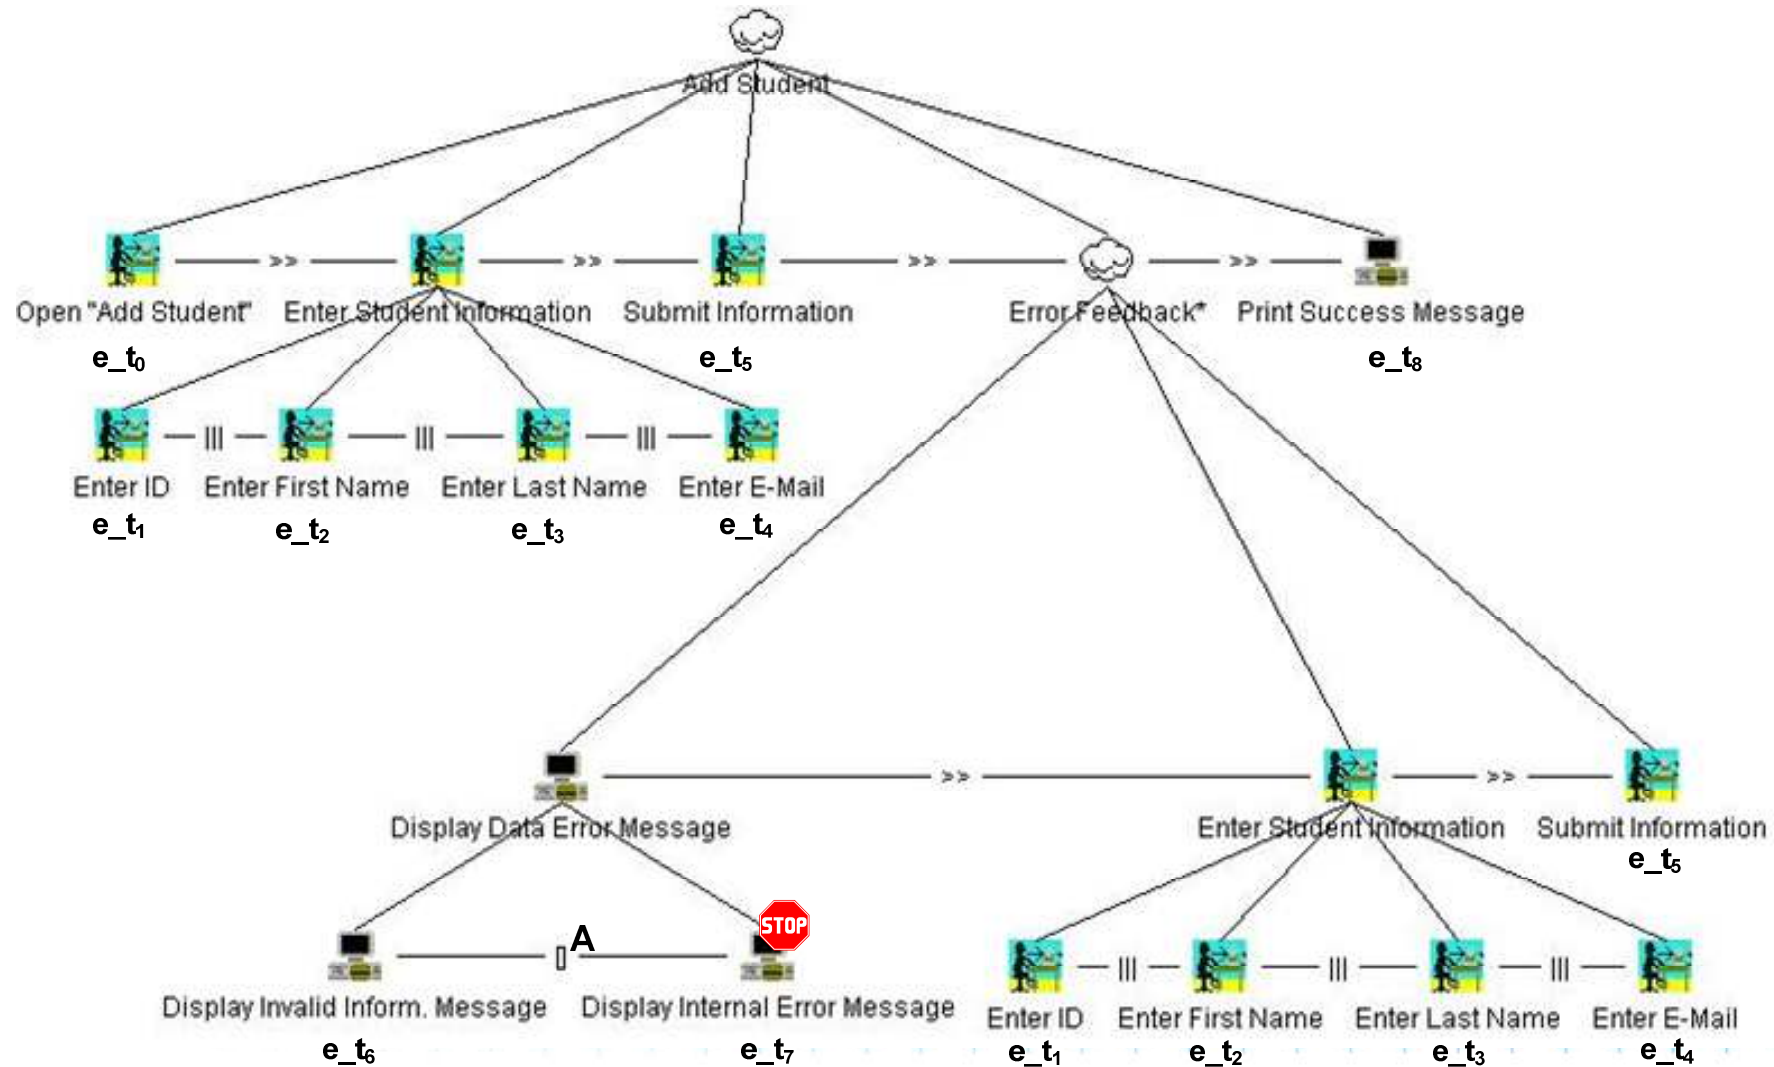 Add Student
>> >> >> >>
Open "Add Student" Enter Student Information Submit Information Error Feedback* Print Success Message
e_t0 e_t5 e_t8
||| ||| |||
Enter ID Enter First Name Enter Last Name Enter E-Mail
e_t1 e_t2 e_t3 e_t4
>> >>
Display Data Error Message Enter Student Information Submit Information
e_t5
STOP
[] A ||| ||| |||
Display Invalid Inform. Message Display Internal Error Message Enter ID Enter First Name Enter Last Name Enter E-Mail
e_t6 e_t7 e_t1 e_t2 e_t3 e_t4